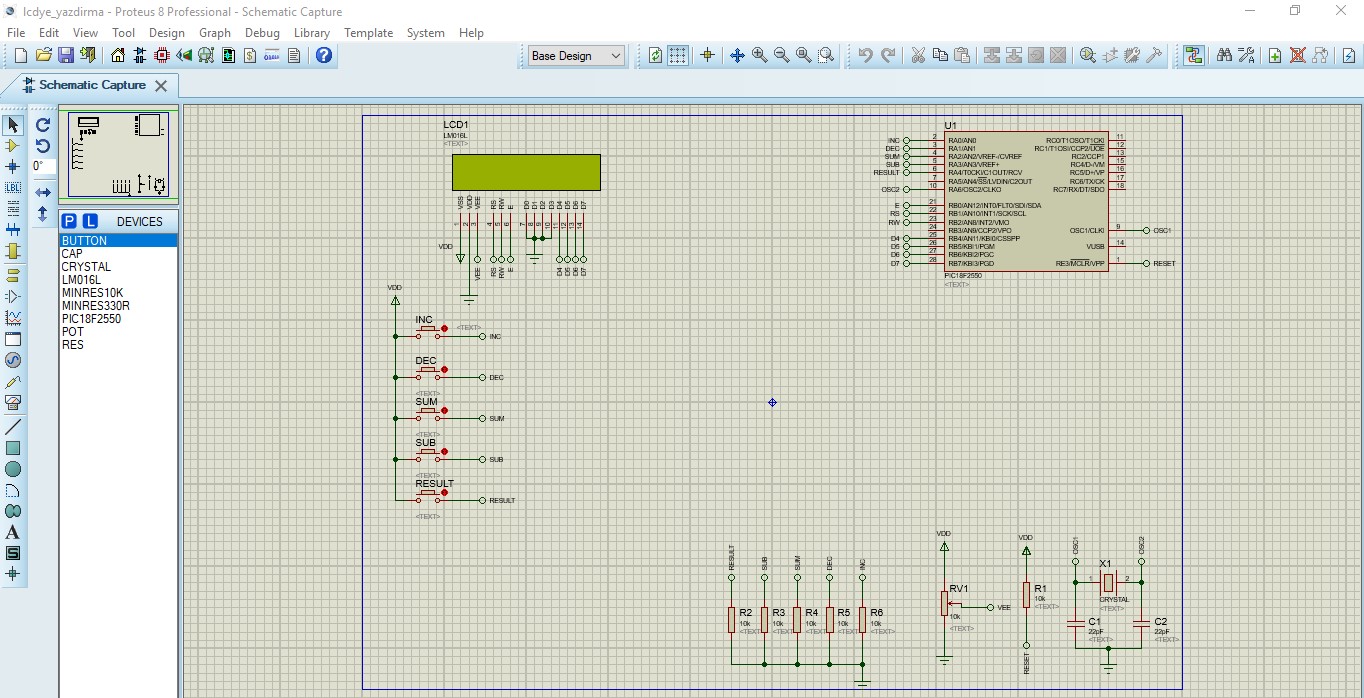 lcdye_yazdirma - Proteus 8 Professional - Schematic Capture
File Edit View Tool Design Graph Debug Library Template System Help
Base Design
Schematic Capture
0°
LBL
P L DEVICES
BUTTON
CAP
CRYSTAL
LM016L
MINRES10K
MINRES330R
PIC18F2550
POT
RES
A
S
LCD1
LM016L
<TEXT>
VSS VDD VEE RS RW E D0 D1 D2 D3 D4 D5 D6 D7
1 2 3 4 5 6 7 8 9 10 11 12 13 14
VDD
VEE RS RW E D4 D5 D6 D7
VDD
INC
<TEXT>
INC
DEC
DEC
<TEXT>
SUM
SUM
<TEXT>
SUB
SUB
<TEXT>
RESULT
RESULT
<TEXT>
U1
INC 2 RA0/AN0 RC0/T1OSO/T1CKI 11
DEC 3 RA1/AN1 RC1/T1OSI/CCP2/UOE 12
SUM 4 RA2/AN2/VREF-/CVREF RC2/CCP1 13
SUB 5 RA3/AN3/VREF+ RC4/D-/VM 15
RESULT 6 RA4/T0CKI/C1OUT/RCV RC5/D+/VP 16
7 RA5/AN4/SS/LVDIN/C2OUT RC6/TX/CK 17
OSC2 10 RA6/OSC2/CLKO RC7/RX/DT/SDO 18
E 21 RB0/AN12/INT0/FLT0/SDI/SDA
RS 22 RB1/AN10/INT1/SCK/SCL
RW 23 RB2/AN8/INT2/VMO
24 RB3/AN9/CCP2/VPO OSC1/CLKI 9 OSC1
D4 25 RB4/AN11/KBI0/CSSPP
D5 26 RB5/KBI1/PGM VUSB 14
D6 27 RB6/KBI2/PGC
D7 28 RB7/KBI3/PGD RE3/MCLR/VPP 1 RESET
PIC18F2550
<TEXT>
RESULT SUB SUM DEC INC
R2 R3 R4 R5 R6
10k 10k 10k 10k 10k
<TEXT> <TEXT> <TEXT> <TEXT> <TEXT>
VDD
RV1
VEE
10k
<TEXT>
VDD
R1
10k
<TEXT>
RESET
OSC1 OSC2
X1
1 2
CRYSTAL
<TEXT>
C1 C2
22pF 22pF
<TEXT> <TEXT>